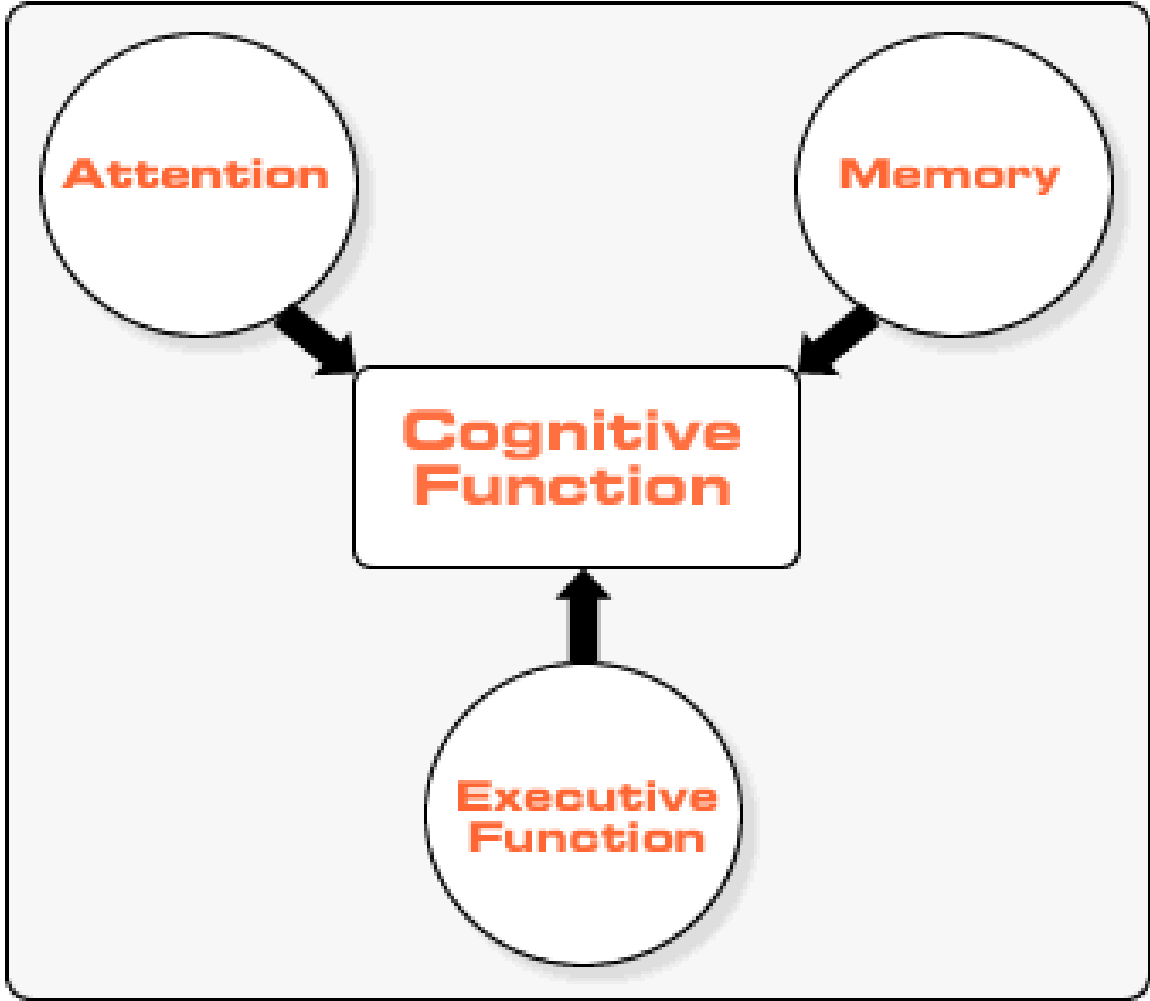 Attention
Memory
Cognitive
Function
Executive
Function